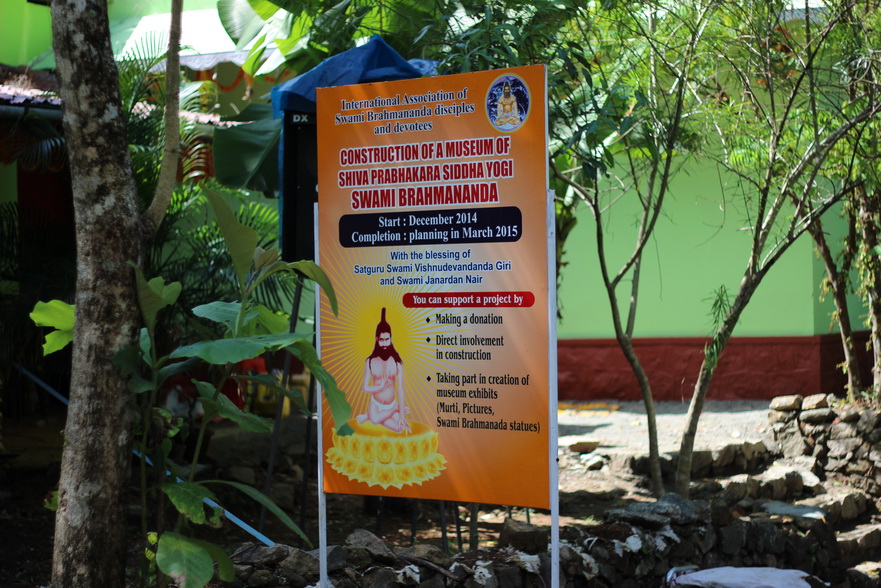 International Association of
Swami Brahmananda disciples
and devotees
CONSTRUCTION OF A MUSEUM OF
SHIVA PRABHAKARA SIDDHA YOGI
SWAMI BRAHMANANDA
Start : December 2014
Completion : planning in March 2015
With the blessing of
Satguru Swami Vishnudevandanda Giri
and Swami Janardan Nair
You can support a project by
♦ Making a donation
♦ Direct involvement
in construction
♦ Taking part in creation of
museum exhibits
(Murti, Pictures,
Swami Brahmanada statues)
DX